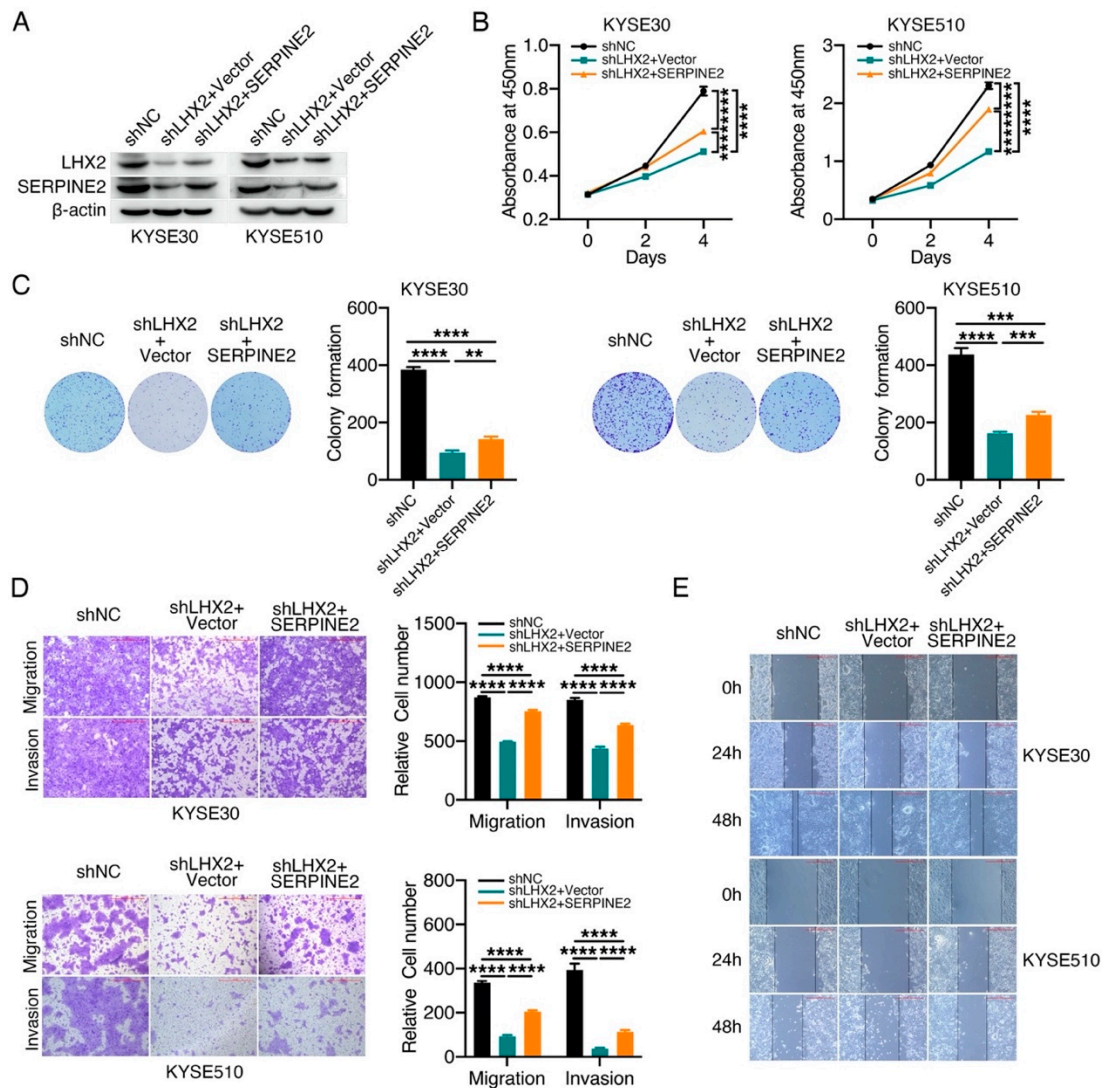 A
shNC
shLHX2+Vector
shLHX2+SERPINE2
shNC
shLHX2+Vector
shLHX2+SERPINE2
LHX2
SERPINE2
β-actin
KYSE30
KYSE510
B
KYSE30
shNC
shLHX2+Vector
shLHX2+SERPINE2
Absorbance at 450nm
1.0
0.8
0.6
0.4
0.2
0
2
4
Days
****
****
****
KYSE510
shNC
shLHX2+Vector
shLHX2+SERPINE2
Absorbance at 450nm
3
2
1
0
0
2
4
Days
****
****
****
C
shNC
shLHX2
+
Vector
shLHX2
+
SERPINE2
KYSE30
Colony formation
600
400
200
0
****
****
**
shNC
shLHX2+Vector
shLHX2+SERPINE2
shNC
shLHX2
+
Vector
shLHX2
+
SERPINE2
KYSE510
Colony formation
600
400
200
0
***
****
***
shNC
shLHX2+Vector
shLHX2+SERPINE2
D
shNC
shLHX2+
Vector
shLHX2+
SERPINE2
Migration
Invasion
KYSE30
Relative Cell number
1500
1000
500
0
shNC
shLHX2+Vector
shLHX2+SERPINE2
****
****
****
****
****
****
Migration
Invasion
shNC
shLHX2+
Vector
shLHX2+
SERPINE2
Migration
Invasion
KYSE510
Relative Cell number
800
600
400
200
0
shNC
shLHX2+Vector
shLHX2+SERPINE2
****
****
****
****
****
****
Migration
Invasion
E
shNC
shLHX2+
Vector
shLHX2+
SERPINE2
0h
24h
48h
KYSE30
0h
24h
48h
KYSE510